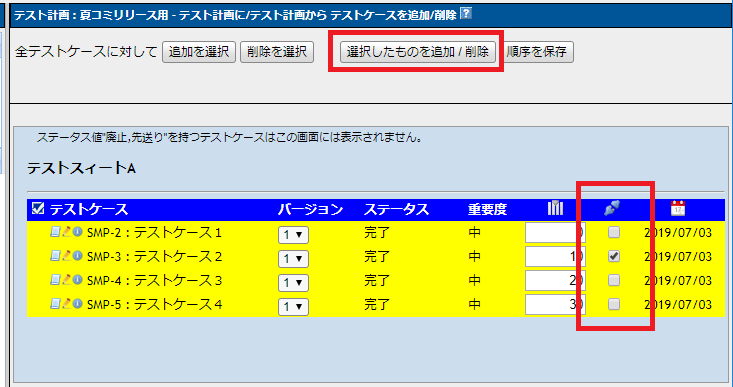 テスト計画 : 夏コミリリース用 - テスト計画に/テスト計画から テストケースを追加/削除 ?
全テストケースに対して 追加を選択 削除を選択 選択したものを追加 / 削除 順序を保存
ステータス値"廃止,先送り"を持つテストケースはこの画面には表示されません。
テストスィートA
テストケース バージョン ステータス 重要度
SMP-2 : テストケース1 1 完了 中 0 2019/07/03
SMP-3 : テストケース2 1 完了 中 10 2019/07/03
SMP-4 : テストケース3 1 完了 中 20 2019/07/03
SMP-5 : テストケース4 1 完了 中 30 2019/07/03